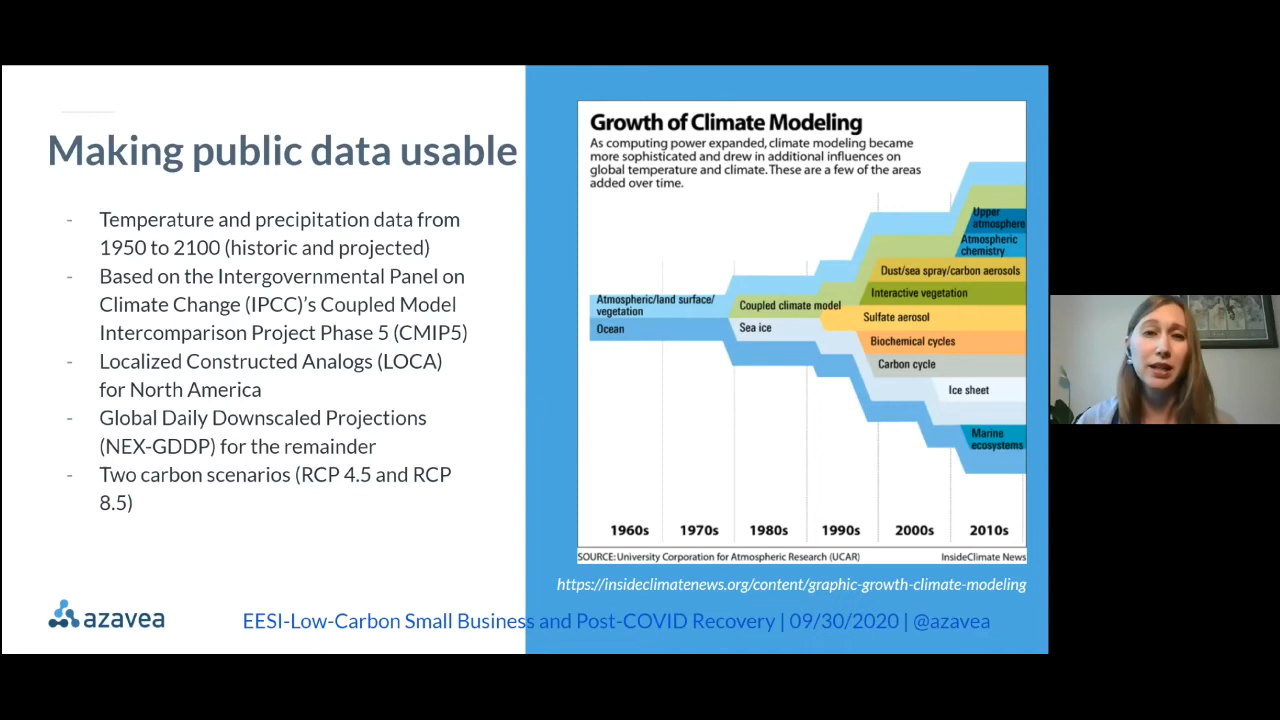 Making public data usable
- Temperature and precipitation data from
1950 to 2100 (historic and projected)
- Based on the Intergovernmental Panel on
Climate Change (IPCC)'s Coupled Model
Intercomparison Project Phase 5 (CMIP5)
- Localized Constructed Analogs (LOCA)
for North America
- Global Daily Downscaled Projections
(NEX-GDDP) for the remainder
- Two carbon scenarios (RCP 4.5 and RCP
8.5)
Growth of Climate Modeling
As computing power expanded, climate modeling became
more sophisticated and drew in additional influences on
global temperature and climate. These are a few of the areas
added over time.
Upper
atmosphere
Atmospheric
chemistry
Dust/sea spray/carbon aerosols
Interactive vegetation
Atmospheric/land surface/
vegetation
Coupled climate model
Sulfate aerosol
Ocean
Sea ice
Biochemical cycles
Carbon cycle
Ice sheet
Marine
ecosystems
1960s 1970s 1980s 1990s 2000s 2010s
SOURCE: University Corporation for Atmospheric Research (UCAR) InsideClimate News
https://insideclimatenews.org/content/graphic-growth-climate-modeling
azavea
EESI-Low-Carbon Small Business and Post-COVID Recovery | 09/30/2020 | @azavea